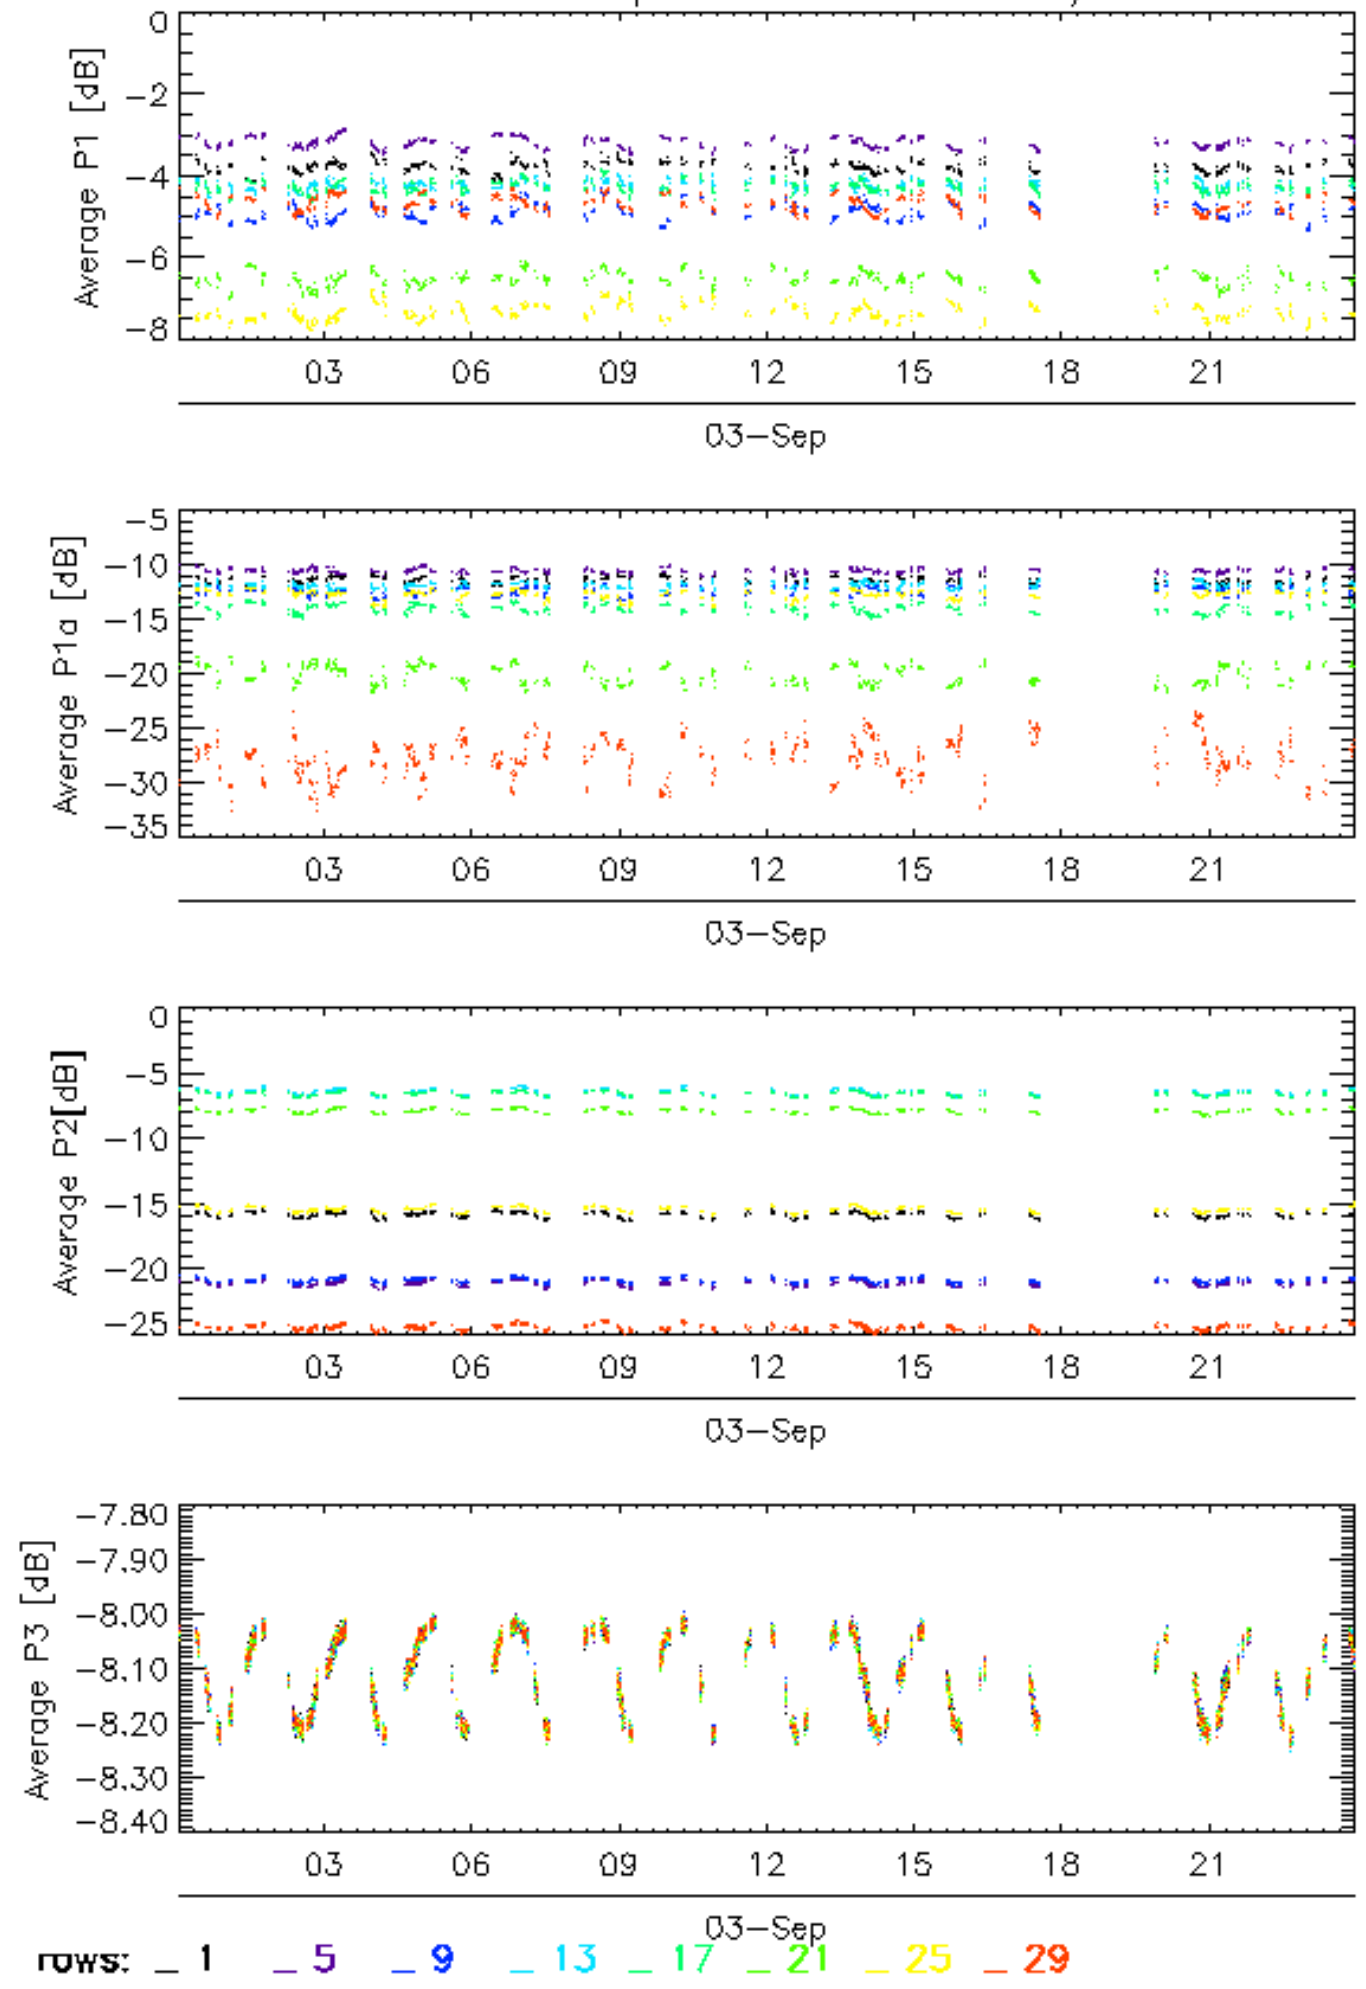 0
−2
−4
−6
−8
Average P1 [dB]
03 06 09 12 15 18 21
03−Sep
−5
−10
−15
−20
−25
−30
−35
Average P1a [dB]
03 06 09 12 15 18 21
03−Sep
0
−5
−10
−15
−20
−25
Average P2[dB]
03 06 09 12 15 18 21
03−Sep
−7.80
−7.90
−8.00
−8.10
−8.20
−8.30
−8.40
Average P3 [dB]
03 06 09 12 15 18 21
03−Sep
rows: _ 1 _ 5 _ 9 _ 13 _ 17 _ 21 _ 25 _ 29